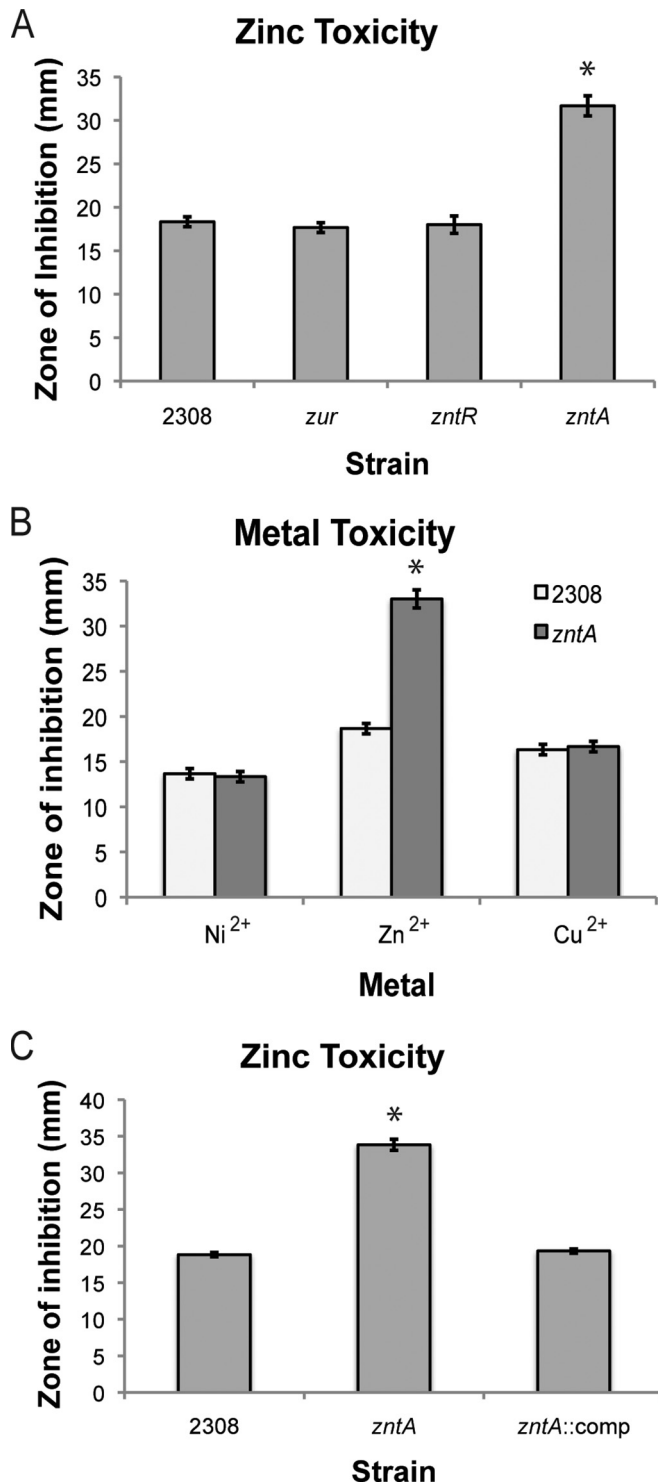 A
Zinc Toxicity
Zone of Inhibition (mm)
35
30
25
20
15
10
5
0
*
2308 zur zntR zntA
Strain
B
Metal Toxicity
Zone of inhibition (mm)
35
30
25
20
15
10
5
0
*
2308
zntA
Ni 2+ Zn 2+ Cu 2+
Metal
C
Zinc Toxicity
Zone of inhibition (mm)
40
35
30
25
20
15
10
5
0
*
2308 zntA zntA::comp
Strain